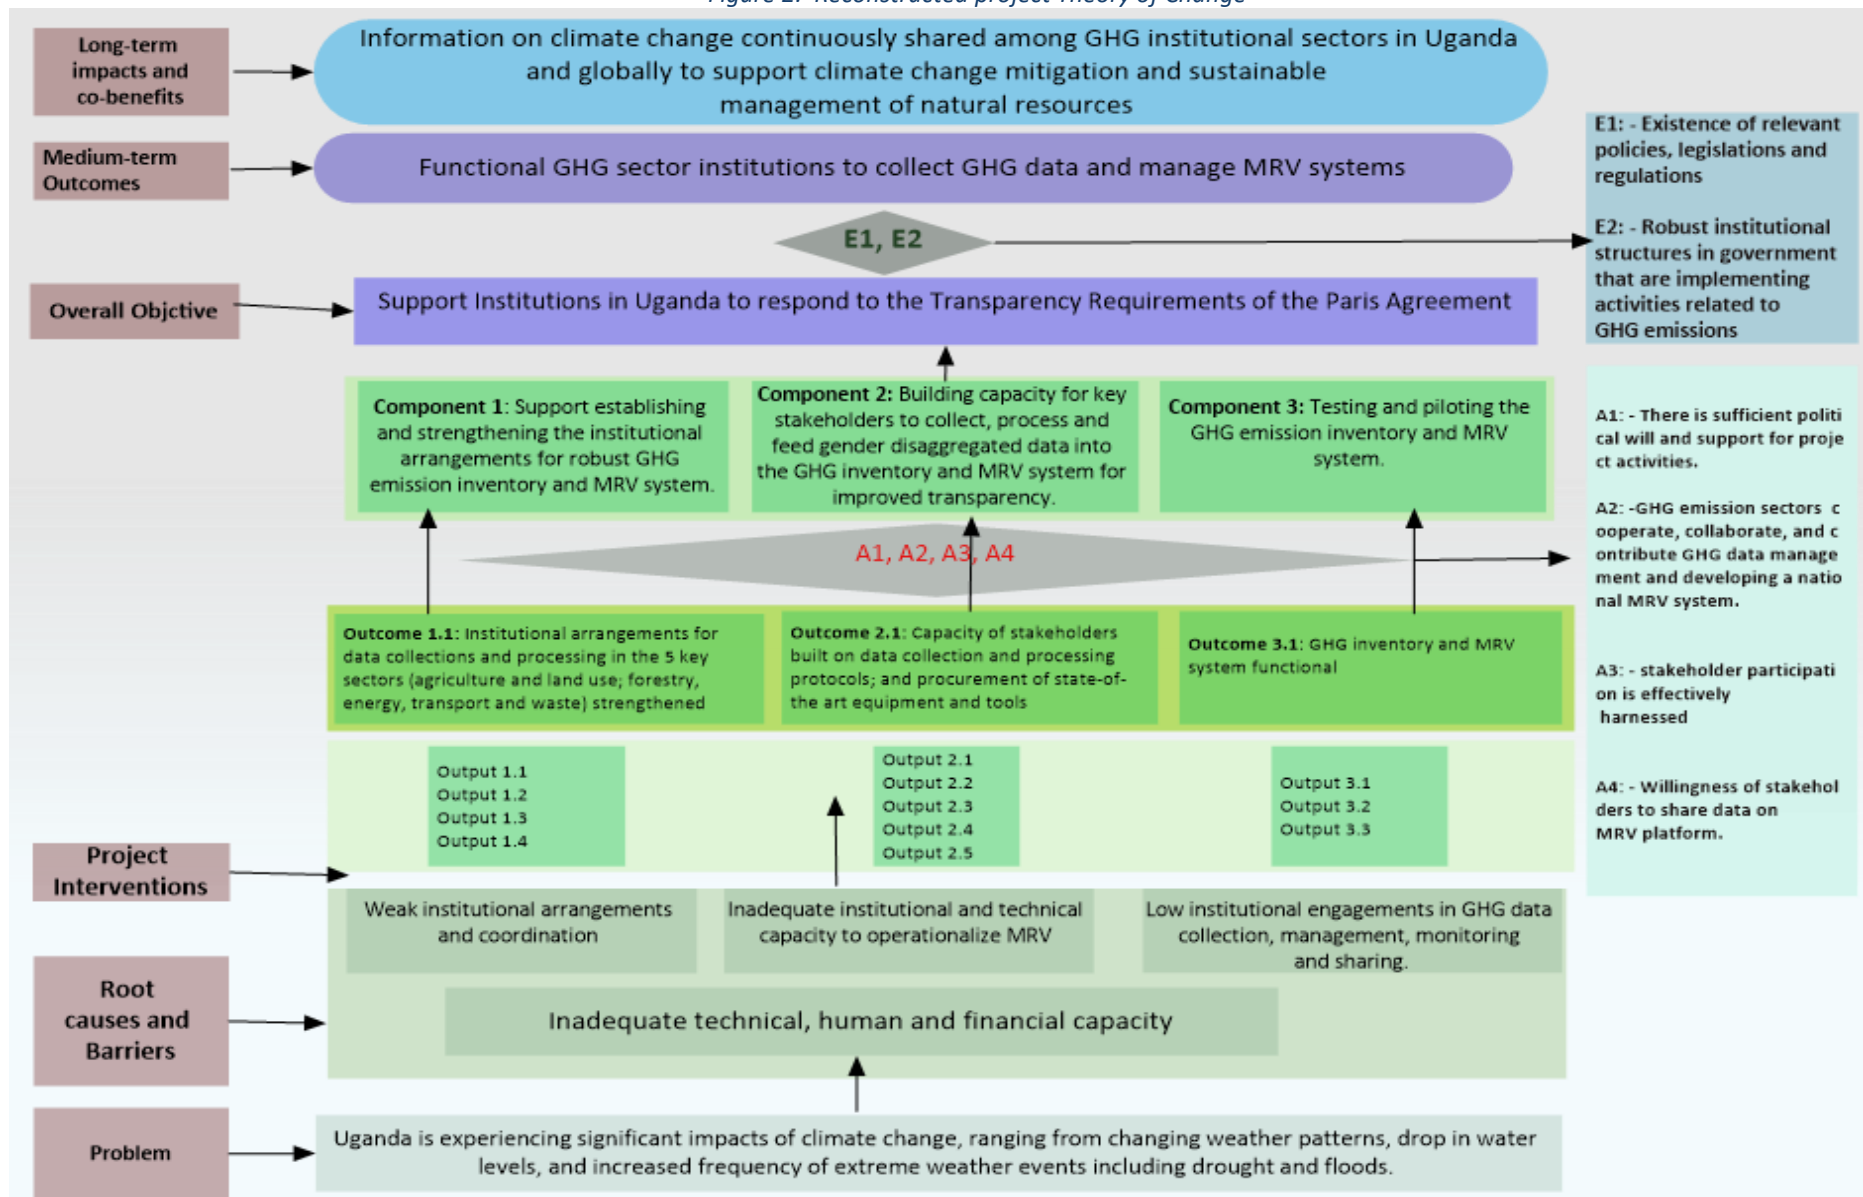 Figure 2: Reconstructed project Theory of Change
Long-term
impacts and
co-benefits
Information on climate change continuously shared among GHG institutional sectors in Uganda
and globally to support climate change mitigation and sustainable
management of natural resources
Medium-term
Outcomes
Functional GHG sector institutions to collect GHG data and manage MRV systems
E1, E2
E1: - Existence of relevant
policies, legislations and
regulations
E2: - Robust institutional
structures in government
that are implementing
activities related to
GHG emissions
Overall Objctive
Support Institutions in Uganda to respond to the Transparency Requirements of the Paris Agreement
Component 1: Support establishing
and strengthening the institutional
arrangements for robust GHG
emission inventory and MRV system.
Component 2: Building capacity for key
stakeholders to collect, process and
feed gender disaggregated data into
the GHG inventory and MRV system for
improved transparency.
Component 3: Testing and piloting the
GHG emission inventory and MRV
system.
A1, A2, A3, A4
A1: - There is sufficient politi
cal will and support for proje
ct activities.
A2: -GHG emission sectors c
ooperate, collaborate, and c
ontribute GHG data manage
ment and developing a natio
nal MRV system.
A3: - stakeholder participati
on is effectively
harnessed
A4: - Willingness of stakehol
ders to share data on
MRV platform.
Outcome 1.1: Institutional arrangements for
data collections and processing in the 5 key
sectors (agriculture and land use; forestry,
energy, transport and waste) strengthened
Outcome 2.1: Capacity of stakeholders
built on data collection and processing
protocols; and procurement of state-of-
the art equipment and tools
Outcome 3.1: GHG inventory and MRV
system functional
Output 1.1
Output 1.2
Output 1.3
Output 1.4
Output 2.1
Output 2.2
Output 2.3
Output 2.4
Output 2.5
Output 3.1
Output 3.2
Output 3.3
Project
Interventions
Weak institutional arrangements
and coordination
Inadequate institutional and technical
capacity to operationalize MRV
Low institutional engagements in GHG data
collection, management, monitoring
and sharing.
Root
causes and
Barriers
Inadequate technical, human and financial capacity
Problem
Uganda is experiencing significant impacts of climate change, ranging from changing weather patterns, drop in water
levels, and increased frequency of extreme weather events including drought and floods.